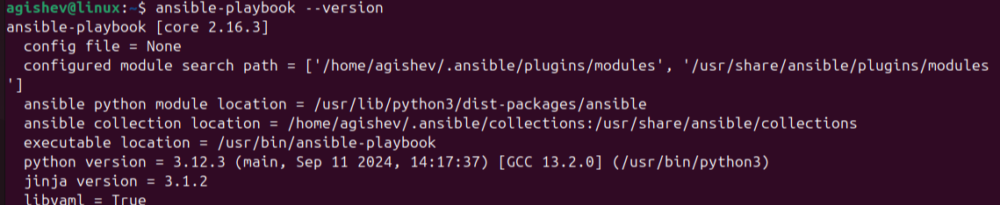 agishev@linux:~$ ansible-playbook --version
ansible-playbook [core 2.16.3]
  config file = None
  configured module search path = ['/home/agishev/.ansible/plugins/modules', '/usr/share/ansible/plugins/modules
']
  ansible python module location = /usr/lib/python3/dist-packages/ansible
  ansible collection location = /home/agishev/.ansible/collections:/usr/share/ansible/collections
  executable location = /usr/bin/ansible-playbook
  python version = 3.12.3 (main, Sep 11 2024, 14:17:37) [GCC 13.2.0] (/usr/bin/python3)
  jinja version = 3.1.2
  libyaml = True